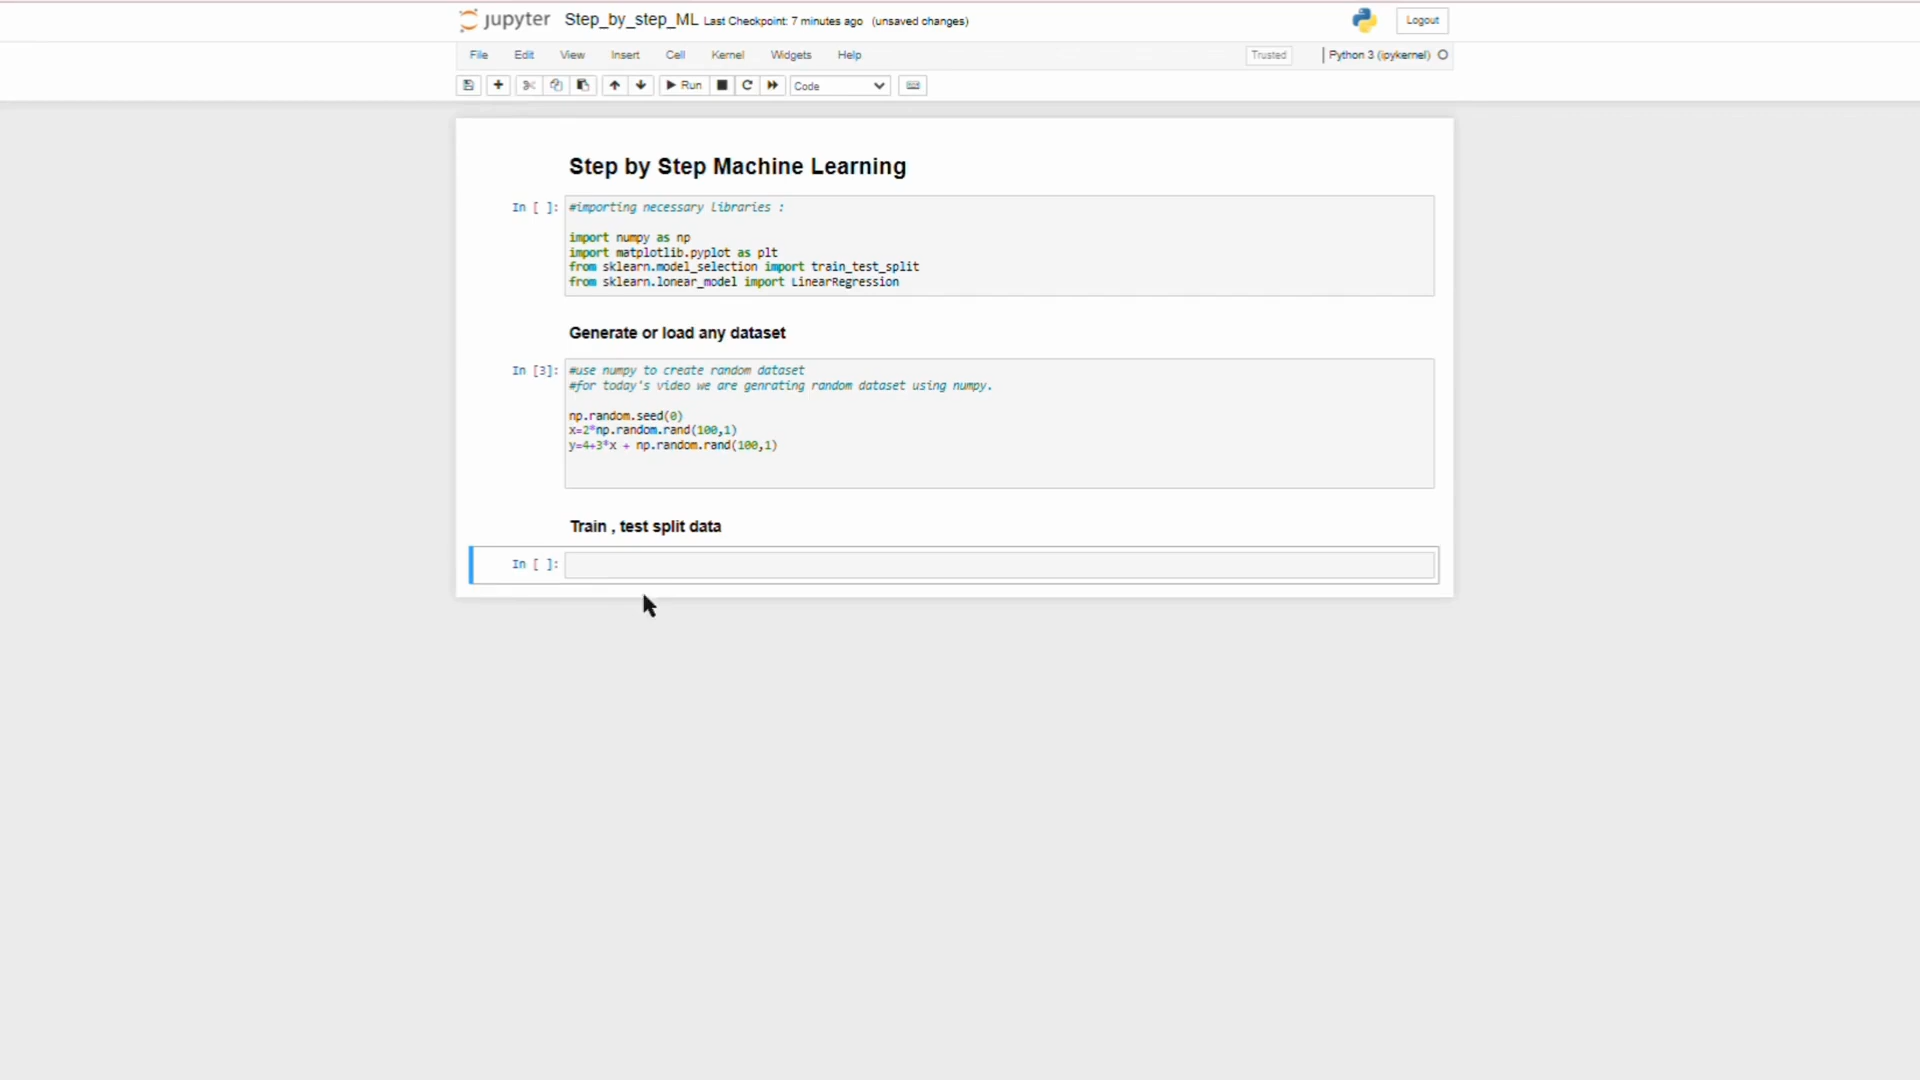 jupyter Step_by_step_ML Last Checkpoint: 7 minutes ago (unsaved changes) Logout
File Edit View Insert Cell Kernel Widgets Help Trusted Python 3 (ipykernel)
Run Code
Step by Step Machine Learning
In [ ]: #importing necessary Libraries :
import numpy as np
import matplotlib.pyplot as plt
from sklearn.model_selection import train_test_split
from sklearn.lonear_model import LinearRegression
Generate or load any dataset
In [3]: #use numpy to create random dataset
#for today's video we are genrating random dataset using numpy.
np.random.seed(0)
x=2*np.random.rand(100,1)
y=4+3*x + np.random.rand(100,1)
Train , test split data
In [ ]: